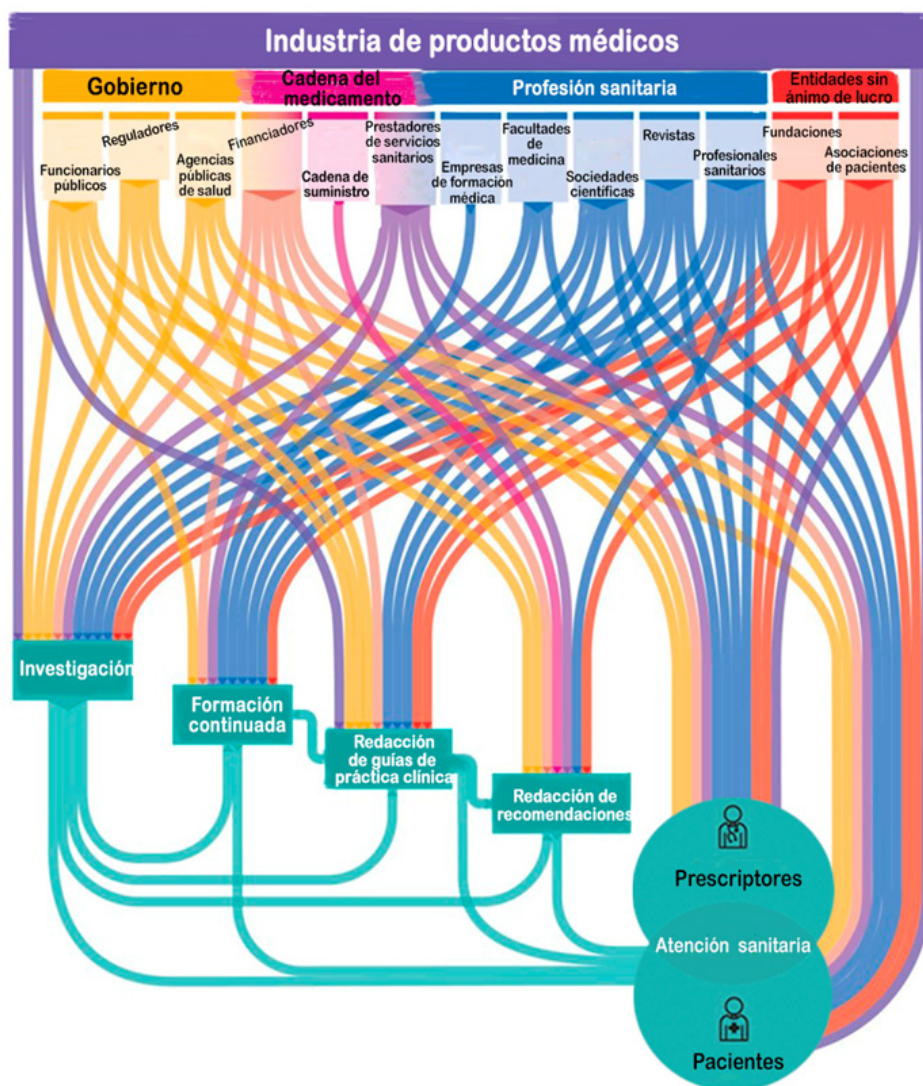 Industria de productos médicos
Gobierno
Cadena del
medicamento
Profesión sanitaria
Entidades sin
ánimo de lucro
Funcionarios
públicos
Reguladores
Agencias
públicas
de salud
Financiadores
Cadena de
suministro
Prestadores
de servicios
sanitarios
Empresas
de formación
médica
Facultades de
medicina
Sociedades
científicas
Revistas
Profesionales
sanitarios
Fundaciones
Asociaciones
de pacientes
Investigación
Formación
continuada
Redacción
de guías de
práctica clínica
Redacción de
recomendaciones
Prescriptores
Atención sanitaria
Pacientes